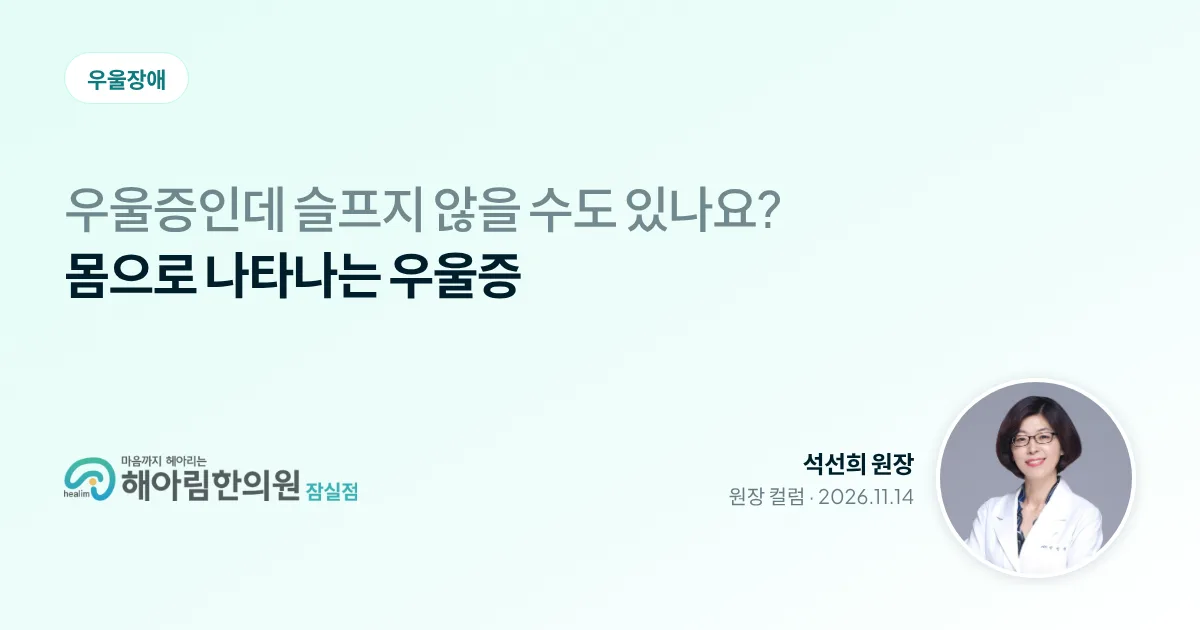 우울장애
우울증인데 슬프지 않을 수도 있나요?
몸으로 나타나는 우울증
마음까지 헤아리는
healim
해아림한의원 잠실점
석선희 원장
원장 컬럼 · 2026.11.14